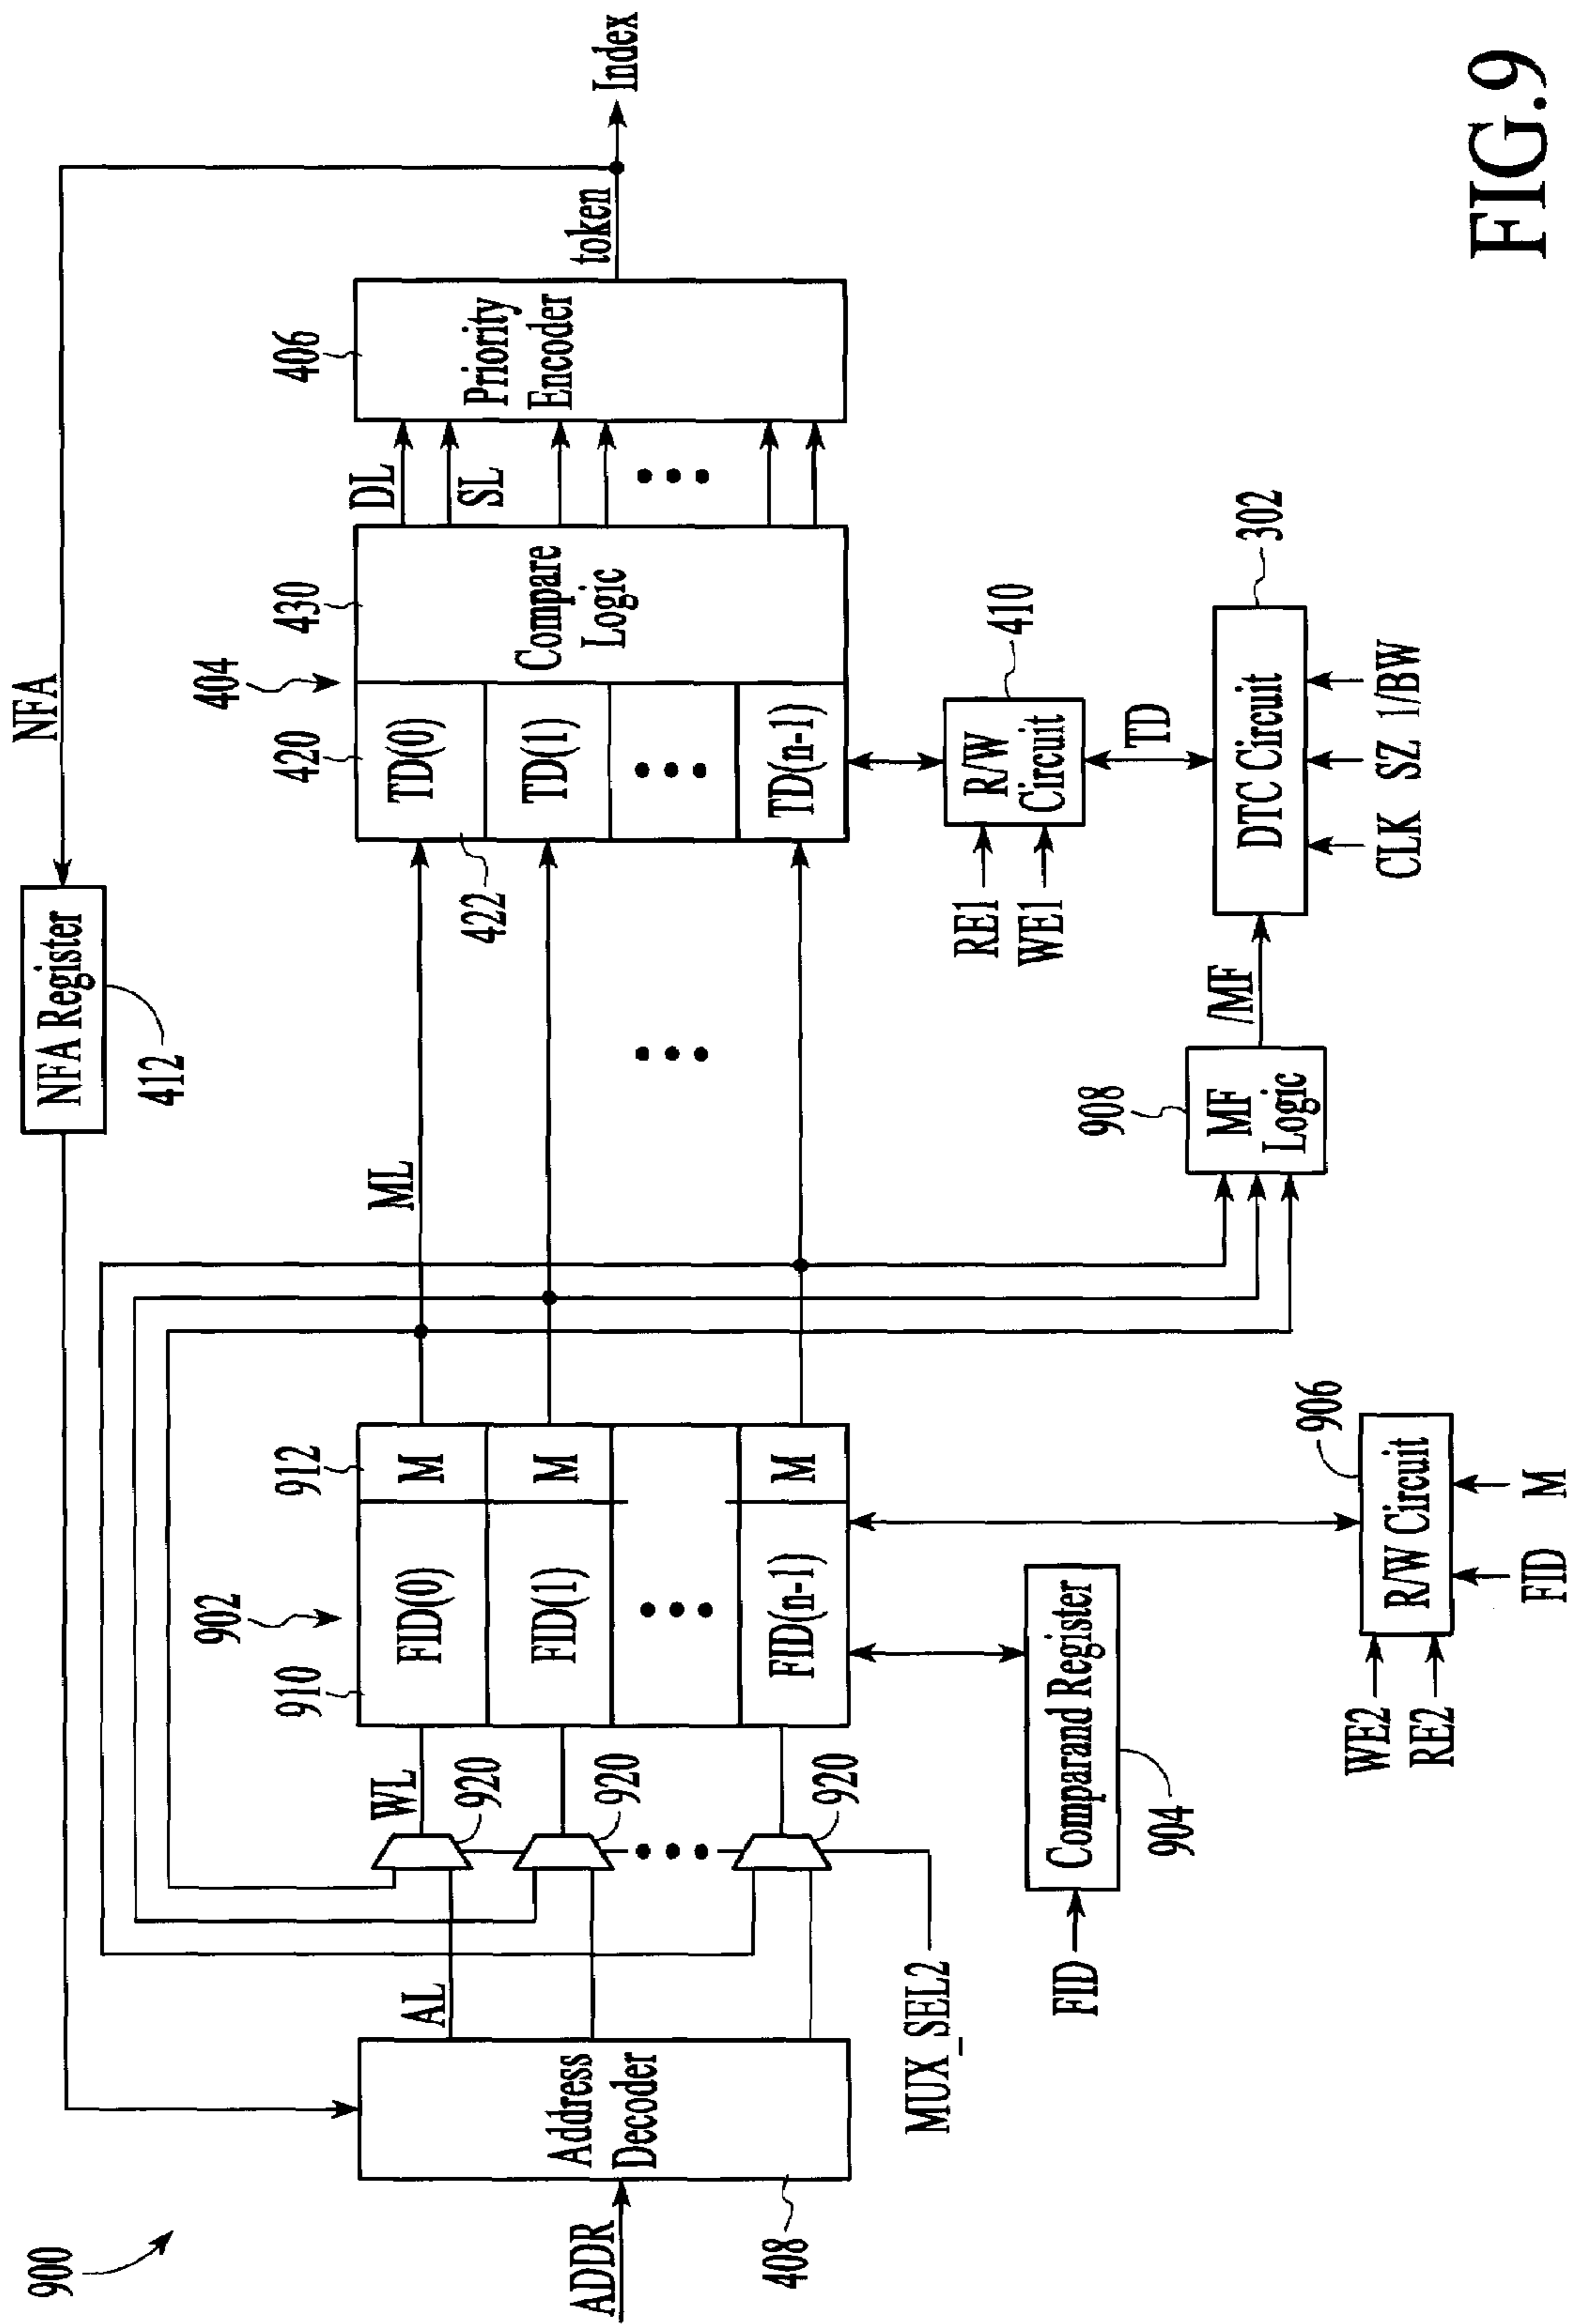 FIG.9
900
NFA Register
412
NFA
ADDR
Address
Decoder
408
AL
MUX_SEL2
WL
920
920
920
902
910
912
FID(0)
M
FID(1)
M
FID(n-1)
M
FID
Comparand Register
904
WE2
RE2
R/W Circuit
906
FID
M
ML
MF
Logic
908
/MF
404
420
422
430
TD(0)
TD(1)
TD(n-1)
Compare
Logic
RE1
WE1
R/W
Circuit
410
TD
DTC Circuit
302
CLK
SZ
1/BW
DL
SL
406
Priority
Encoder
token
Index